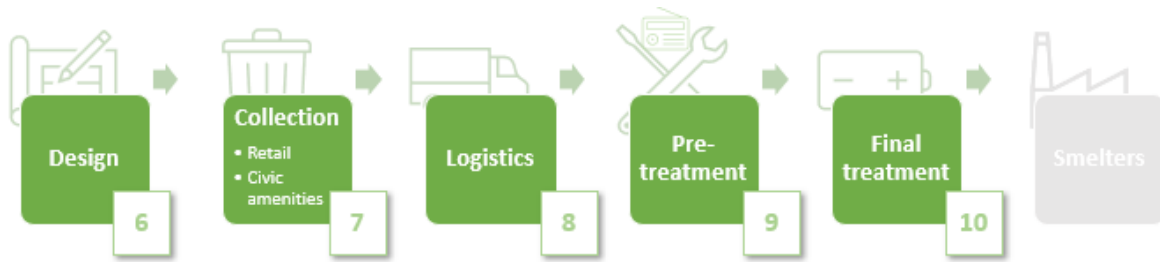 Design
6
Collection
• Retail
• Civic
amenities
7
Logistics
8
Pre-
treatment
9
Final
treatment
10
Smelters